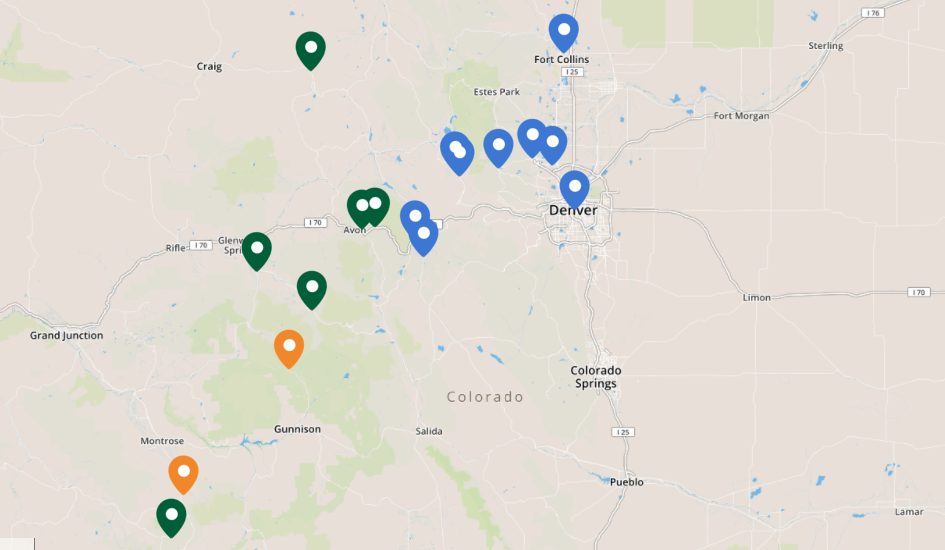 I 76
Sterling
Fort Collins
Craig
I 25
Estes Park
Fort Morgan
Denver
I 70
Avon
Rifle
I 70
Glenw
Spri
I 70
Limon
Grand Junction
Colorado
Springs
Colorado
Gunnison
Salida
I 25
Montrose
Pueblo
Lamar